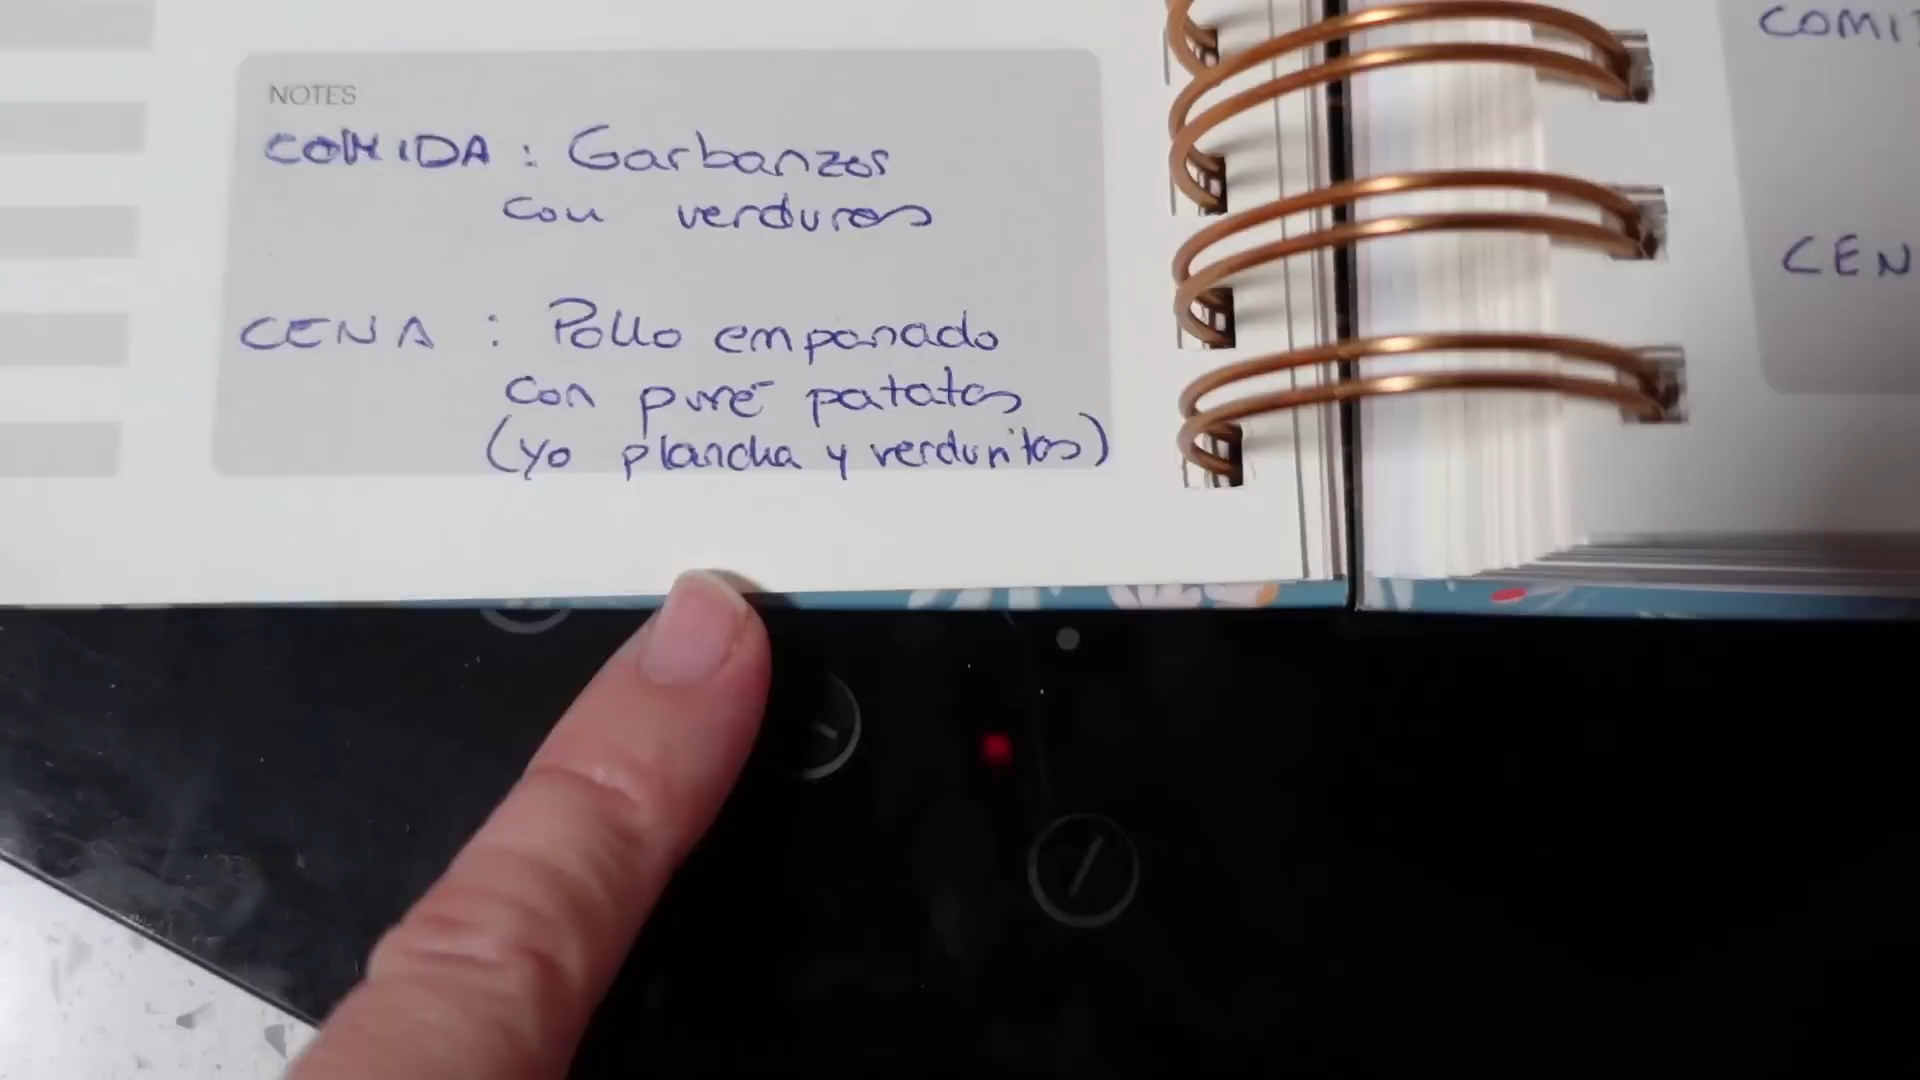 NOTES
COMIDA : Garbanzos
con verduras
CENA : Pollo empanado
con puré patatas
(yo plancha y verduritas)
COMI
CEN